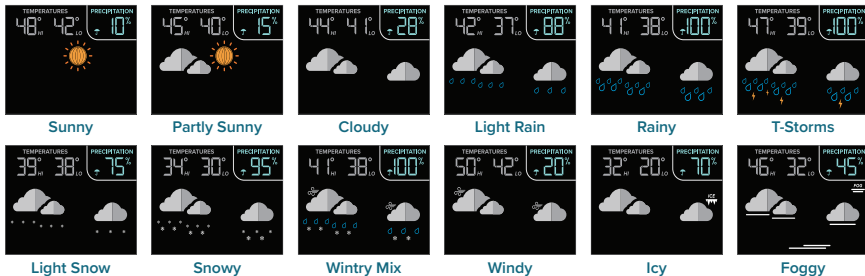 TEMPERATURES PRECIPITATION
48° HI 42° LO 10%
Sunny
TEMPERATURES PRECIPITATION
45° HI 40° LO 15%
Partly Sunny
TEMPERATURES PRECIPITATION
44° HI 41° LO 28%
Cloudy
TEMPERATURES PRECIPITATION
42° HI 37° LO 88%
Light Rain
TEMPERATURES PRECIPITATION
41° HI 38° LO 100%
Rainy
TEMPERATURES PRECIPITATION
47° HI 39° LO 100%
T-Storms
TEMPERATURES PRECIPITATION
39° HI 38° LO 75%
Light Snow
TEMPERATURES PRECIPITATION
34° HI 30° LO 95%
Snowy
TEMPERATURES PRECIPITATION
41° HI 38° LO 100%
Wintry Mix
TEMPERATURES PRECIPITATION
50° HI 42° LO 20%
Windy
TEMPERATURES PRECIPITATION
32° HI 20° LO 70%
ICE
Icy
TEMPERATURES PRECIPITATION
46° HI 32° LO 45%
FOG
Foggy